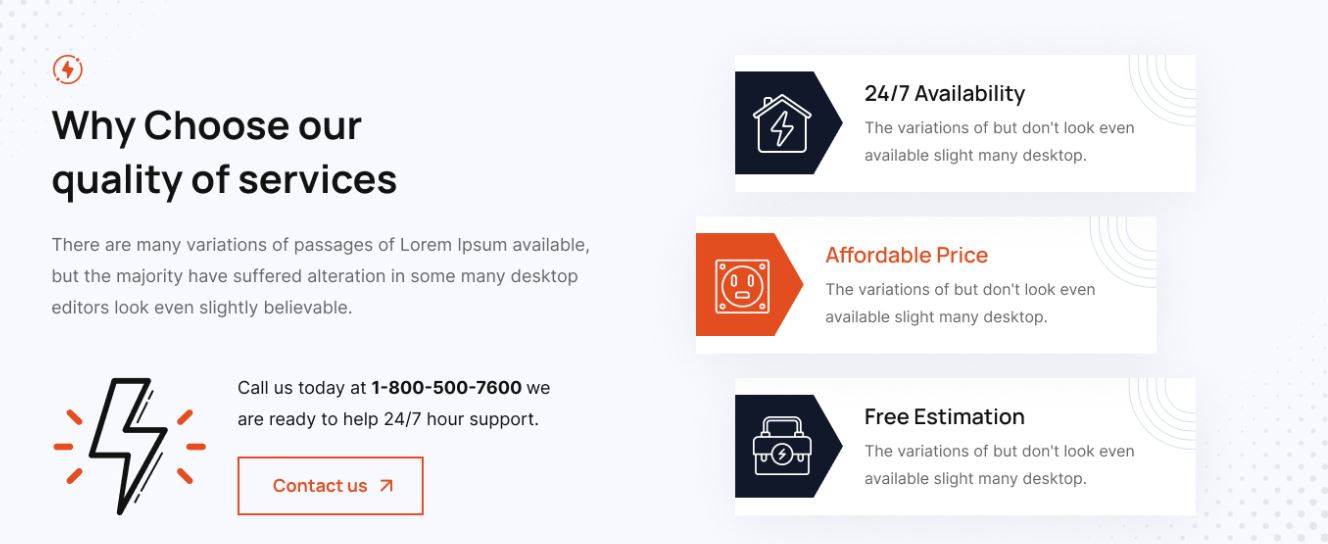 Why Choose our
quality of services
There are many variations of passages of Lorem Ipsum available,
but the majority have suffered alteration in some many desktop
editors look even slightly believable.
Call us today at 1-800-500-7600 we
are ready to help 24/7 hour support.
Contact us
24/7 Availability
The variations of but don't look even
available slight many desktop.
Affordable Price
The variations of but don't look even
available slight many desktop.
Free Estimation
The variations of but don't look even
available slight many desktop.